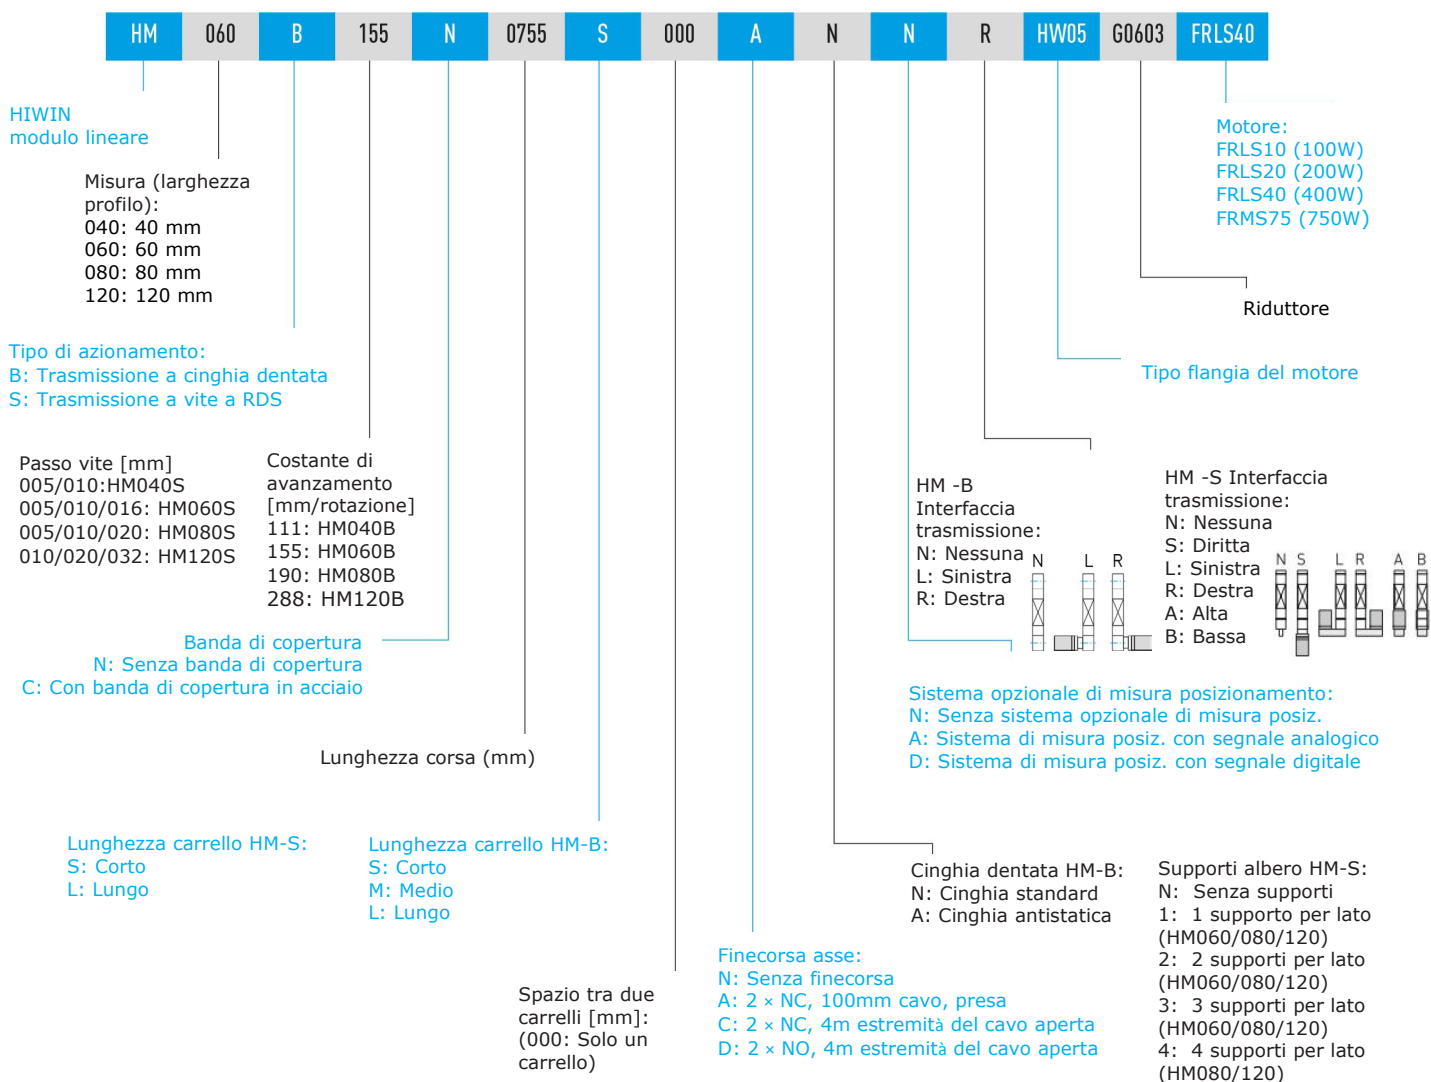 HM 060 B 155 N 0755 S 000 A N N R HW05 G0603 FRLS40
HIWIN
modulo lineare
Misura (larghezza
profilo):
040: 40 mm
060: 60 mm
080: 80 mm
120: 120 mm
Motore:
FRLS10 (100W)
FRLS20 (200W)
FRLS40 (400W)
FRMS75 (750W)
Riduttore
Tipo flangia del motore
Tipo di azionamento:
B: Trasmissione a cinghia dentata
S: Trasmissione a vite a RDS
Passo vite [mm]
005/010:HM040S
005/010/016: HM060S
005/010/020: HM080S
010/020/032: HM120S
Costante di
avanzamento
[mm/rotazione]
111: HM040B
155: HM060B
190: HM080B
288: HM120B
HM -B
Interfaccia
trasmissione:
N: Nessuna
L: Sinistra
R: Destra
N L R
HM -S Interfaccia
trasmissione:
N: Nessuna
S: Diritta
L: Sinistra
R: Destra
A: Alta
B: Bassa
N S L R A B
Banda di copertura
N: Senza banda di copertura
C: Con banda di copertura in acciaio
Sistema opzionale di misura posizionamento:
N: Senza sistema opzionale di misura posiz.
A: Sistema di misura posiz. con segnale analogico
D: Sistema di misura posiz. con segnale digitale
Lunghezza corsa (mm)
Lunghezza carrello HM-S:
S: Corto
L: Lungo
Lunghezza carrello HM-B:
S: Corto
M: Medio
L: Lungo
Spazio tra due
carrelli [mm]:
(000: Solo un
carrello)
Finecorsa asse:
N: Senza finecorsa
A: 2 × NC, 100mm cavo, presa
C: 2 × NC, 4m estremità del cavo aperta
D: 2 × NO, 4m estremità del cavo aperta
Cinghia dentata HM-B:
N: Cinghia standard
A: Cinghia antistatica
Supporti albero HM-S:
N: Senza supporti
1: 1 supporto per lato
(HM060/080/120)
2: 2 supporti per lato
(HM060/080/120)
3: 3 supporti per lato
(HM060/080/120)
4: 4 supporti per lato
(HM080/120)